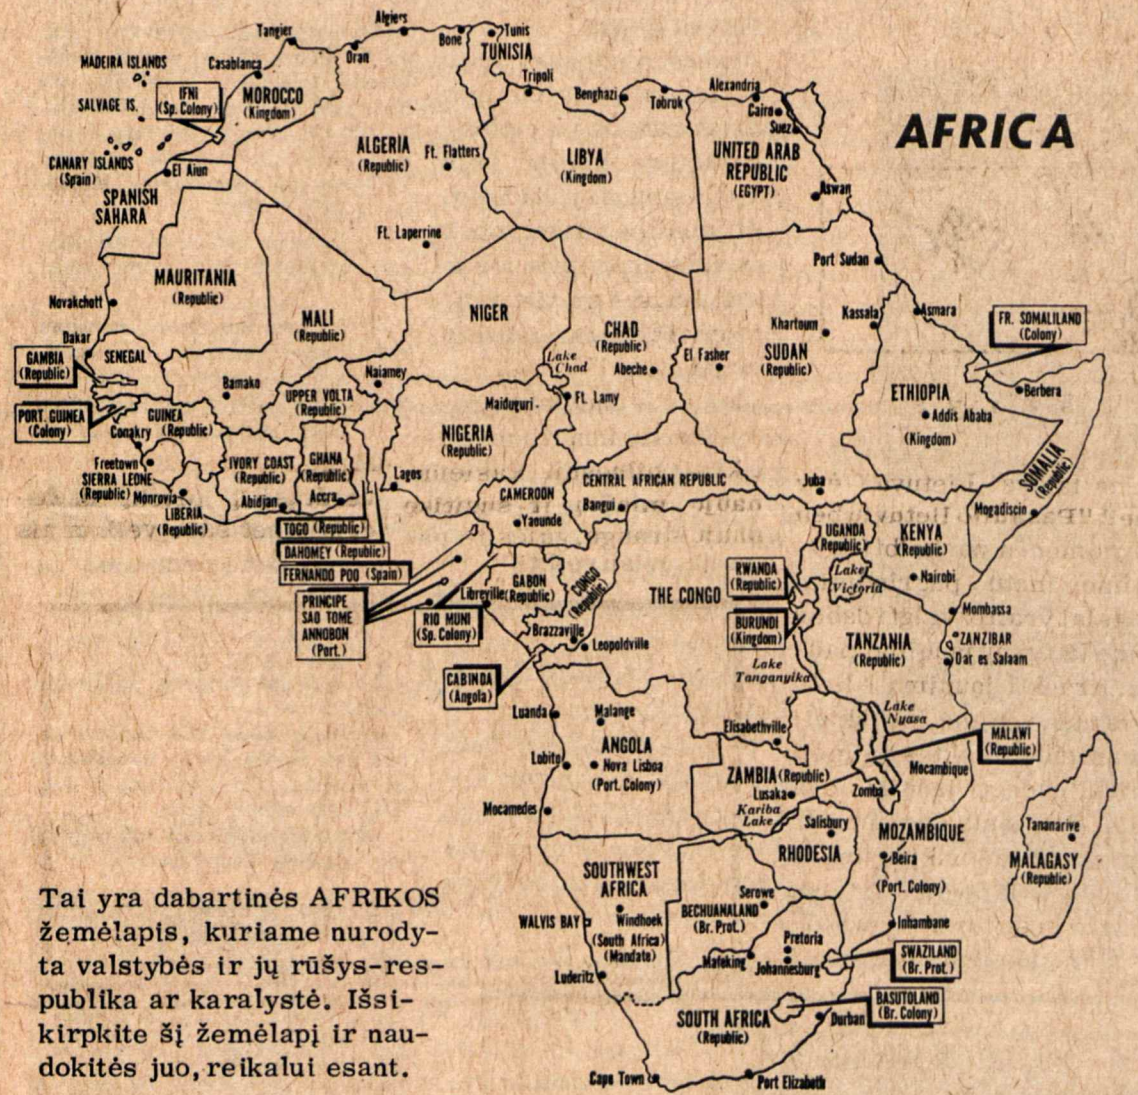 AFRICA
Algiers
Tangier
Oran
Bone
Tunis
TUNISIA
MADEIRA ISLANDS
Casablanca
Tripoli
Benghazi
Tobruk
Alexandria
Cairo
Suez
SALVAGE IS.
IFNI
(Sp. Colony)
MOROCCO
(Kingdom)
ALGERIA
(Republic)
Ft. Flatters
LIBYA
(Kingdom)
UNITED ARAB
REPUBLIC
(EGYPT)
Aswan
CANARY ISLANDS
(Spain)
El Aiun
SPANISH
SAHARA
Ft. Laperrine
Port Sudan
MAURITANIA
(Republic)
Novakchott
MALI
(Republic)
NIGER
CHAD
(Republic)
Abeche
Khartoum
Kassala
Asmara
FR. SOMALILAND
(Colony)
Dakar
GAMBIA
(Republic)
SENEGAL
Lake
Chad
El Fasher
SUDAN
(Republic)
ETHIOPIA
Addis Ababa
(Kingdom)
Berbera
Bamako
Naiamey
UPPER VOLTA
(Republic)
Maiduguri
Ft. Lamy
PORT. GUINEA
(Colony)
GUINEA
(Republic)
Conakry
NIGERIA
(Republic)
Freetown
SIERRA LEONE
(Republic)
Monrovia
LIBERIA
(Republic)
IVORY COAST
(Republic)
Abidjan
GHANA
(Republic)
Accra
Lagos
CAMEROON
Yaounde
CENTRAL AFRICAN REPUBLIC
Bangui
Juba
SOMALIA
(Republic)
Mogadiscio
TOGO (Republic)
DAHOMEY (Republic)
FERNANDO POO (Spain)
PRINCIPE
SAO TOME
ANNOBON
(Port.)
RIO MUNI
(Sp. Colony)
Libreville
GABON
(Republic)
CONGO
(Republic)
THE CONGO
RWANDA
(Republic)
BURUNDI
(Kingdom)
UGANDA
(Republic)
KENYA
(Republic)
Lake
Victoria
Nairobi
Mombassa
Brazzaville
Leopoldville
TANZANIA
(Republic)
ZANZIBAR
Dar es Salaam
CABINDA
(Angola)
Lake
Tanganyika
Luanda
Malange
Elisabethville
Lake
Nyasa
MALAWI
(Republic)
ANGOLA
Lobito
Nova Lisboa
(Port. Colony)
ZAMBIA (Republic)
Lusaka
Kariba
Lake
Zomba
Mocambique
Mocamedes
Salisbury
RHODESIA
MOZAMBIQUE
Beira
(Port. Colony)
Tananarive
MALAGASY
(Republic)
SOUTHWEST
AFRICA
WALVIS BAY
Windhoek
(South Africa)
(Mandate)
Serowe
BECHUANALAND
(Br. Prot.)
Inhambane
Pretoria
Mafeking
Johannesburg
SWAZILAND
(Br. Prot.)
Luderitz
SOUTH AFRICA
(Republic)
BASUTOLAND
(Br. Colony)
Durban
Cape Town
Port Elizabeth
Tai yra dabartinės AFRIKOS
žemėlapis, kuriame nurody-
ta valstybės ir jų rūšys-res-
publika ar karalystė. Išsi-
kirpkite šį žemėlapį ir nau-
dokitės juo, reikalui esant.